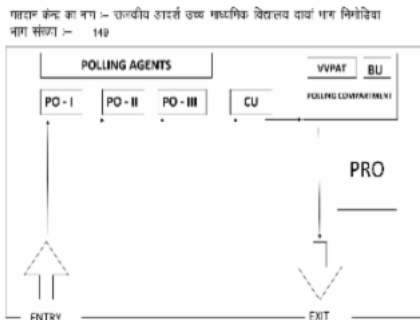 मतदान केन्द्र का नाम :- राजकीय आदर्श उच्च माध्यमिक विद्यालय दायां भाग निमोडिया
भाग संख्या :- 149
POLLING AGENTS
VVPAT BU
POLLING COMPARTMENT
PO - I PO - II PO - III CU
PRO
ENTRY EXIT